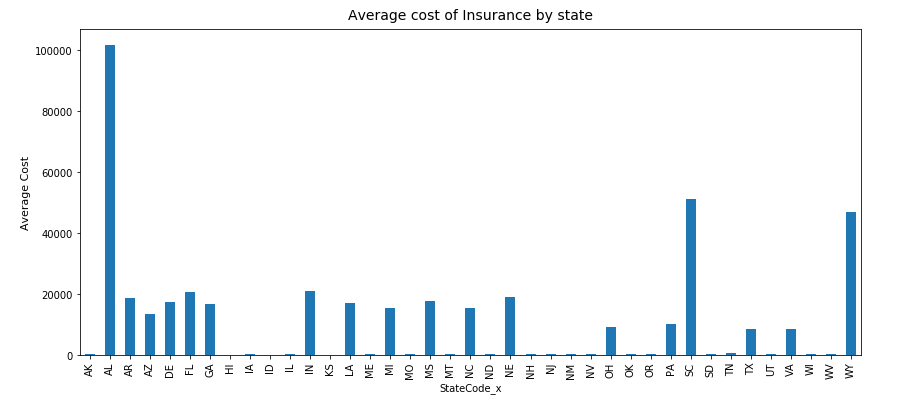 Average cost of Insurance by state
Average Cost
100000
80000
60000
40000
20000
0
AK AL AR AZ DE FL GA HI IA ID IL IN KS LA ME MI MO MS MT NC ND NE NH NJ NM NV OH OK OR PA SC SD TN TX UT VA WI WV WY
StateCode_x